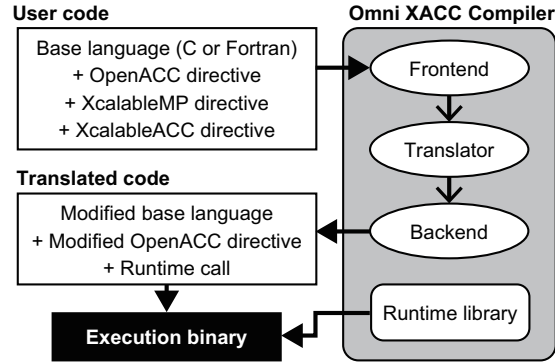 User code
Base language (C or Fortran)
+ OpenACC directive
+ XcalableMP directive
+ XcalableACC directive
Translated code
Modified base language
+ Modified OpenACC directive
+ Runtime call
Execution binary
Omni XACC Compiler
Frontend
Translator
Backend
Runtime library